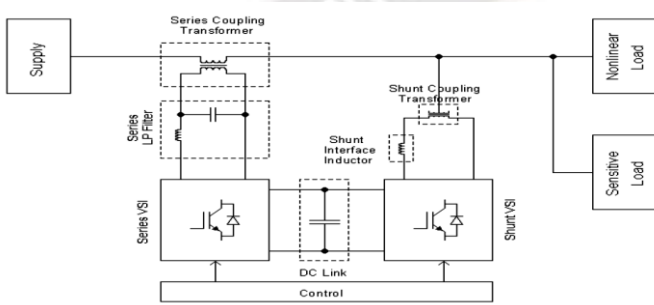 Series Coupling
Transformer
Supply
Nonlinear
Load
Shunt Coupling
Transformer
Series
LP Filter
Shunt
Interface
Inductor
Sensitive
Load
Series VSI
Shunt VSI
DC Link
Control